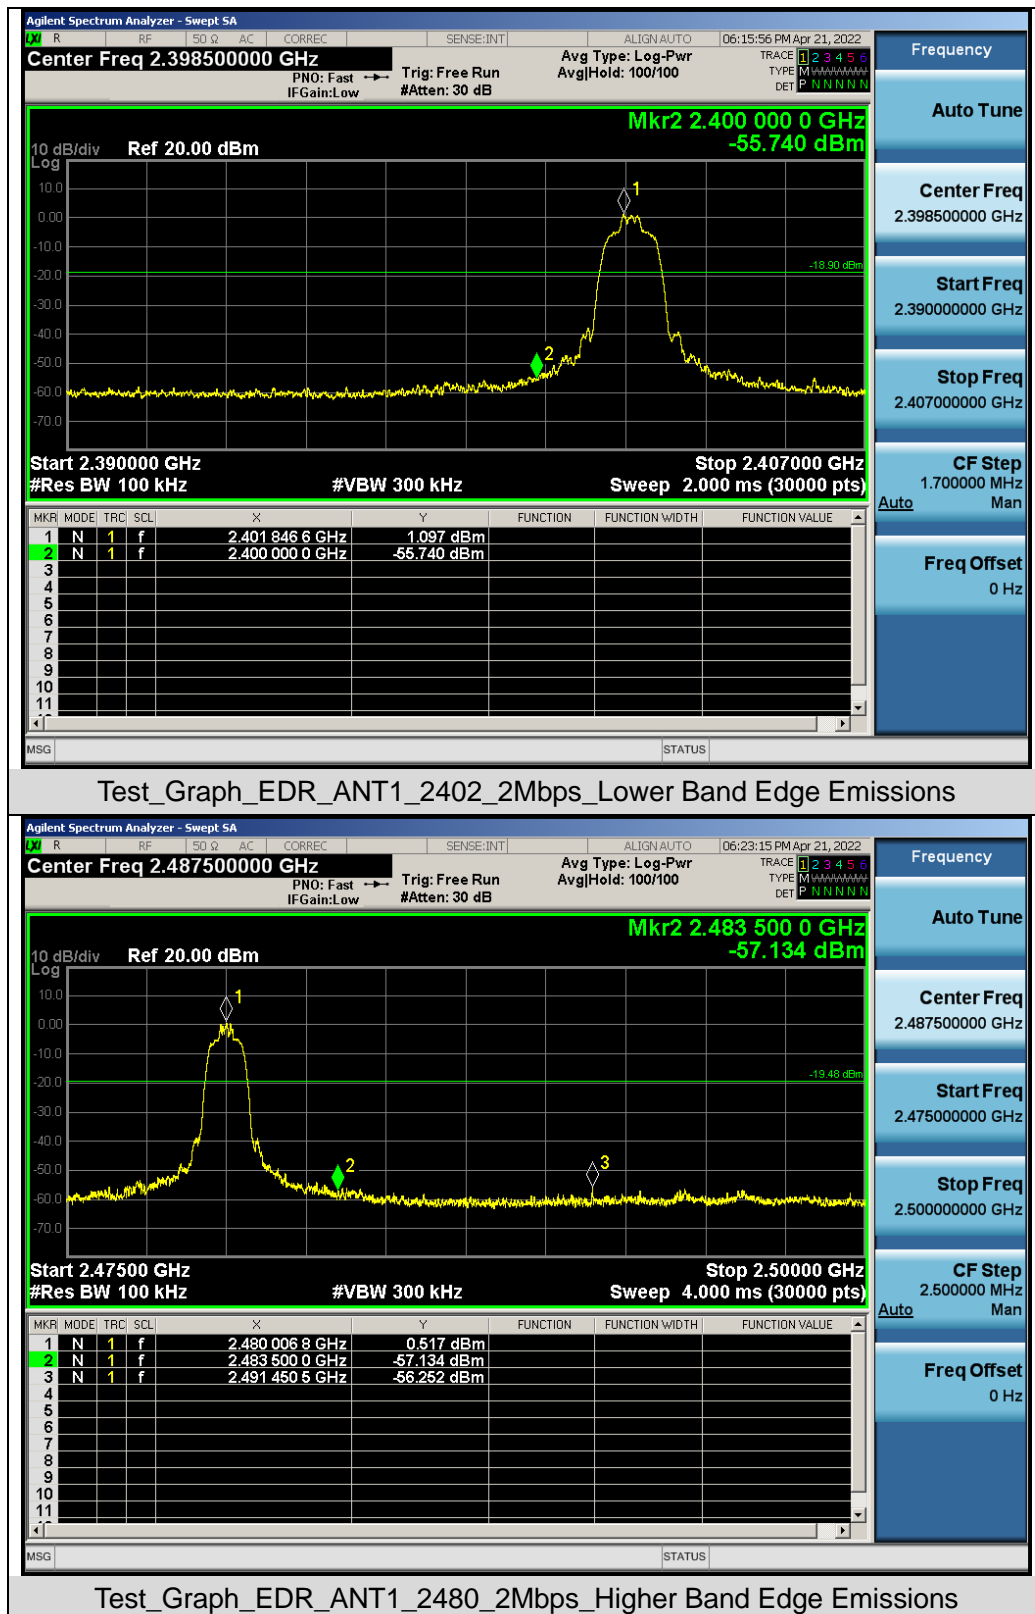 Agilent Spectrum Analyzer - Swept SA
LXI R RF 50 Ω AC CORREC SENSE:INT ALIGN AUTO 06:15:56 PM Apr 21, 2022
Center Freq 2.398500000 GHz
PNO: Fast
IFGain:Low
Trig: Free Run
#Atten: 30 dB
Avg Type: Log-Pwr
Avg|Hold: 100/100
TRACE 1 2 3 4 5 6
TYPE M
DET P N N N N N
Mkr2 2.400 000 0 GHz
-55.740 dBm
10 dB/div Ref 20.00 dBm
Log
10.0
0.00
-10.0
-20.0
-30.0
-40.0
-50.0
-60.0
-70.0
1
-18.90 dBm
2
Start 2.390000 GHz Stop 2.407000 GHz
#Res BW 100 kHz #VBW 300 kHz Sweep 2.000 ms (30000 pts)
MKR MODE TRC SCL X Y FUNCTION FUNCTION WIDTH FUNCTION VALUE
1 N 1 f 2.401 846 6 GHz 1.097 dBm
2 N 1 f 2.400 000 0 GHz -55.740 dBm
3
4
5
6
7
8
9
10
11
MSG STATUS
Frequency
Auto Tune
Center Freq
2.398500000 GHz
Start Freq
2.390000000 GHz
Stop Freq
2.407000000 GHz
CF Step
1.700000 MHz
Auto Man
Freq Offset
0 Hz
Test_Graph_EDR_ANT1_2402_2Mbps_Lower Band Edge Emissions
Agilent Spectrum Analyzer - Swept SA
LXI R RF 50 Ω AC CORREC SENSE:INT ALIGN AUTO 06:23:15 PM Apr 21, 2022
Center Freq 2.487500000 GHz
PNO: Fast
IFGain:Low
Trig: Free Run
#Atten: 30 dB
Avg Type: Log-Pwr
Avg|Hold: 100/100
TRACE 1 2 3 4 5 6
TYPE M
DET P N N N N N
Mkr2 2.483 500 0 GHz
-57.134 dBm
10 dB/div Ref 20.00 dBm
Log
10.0
0.00
-10.0
-20.0
-30.0
-40.0
-50.0
-60.0
-70.0
1
-19.48 dBm
2
3
Start 2.47500 GHz Stop 2.50000 GHz
#Res BW 100 kHz #VBW 300 kHz Sweep 4.000 ms (30000 pts)
MKR MODE TRC SCL X Y FUNCTION FUNCTION WIDTH FUNCTION VALUE
1 N 1 f 2.480 006 8 GHz 0.517 dBm
2 N 1 f 2.483 500 0 GHz -57.134 dBm
3 N 1 f 2.491 450 5 GHz -56.252 dBm
4
5
6
7
8
9
10
11
MSG STATUS
Frequency
Auto Tune
Center Freq
2.487500000 GHz
Start Freq
2.475000000 GHz
Stop Freq
2.500000000 GHz
CF Step
2.500000 MHz
Auto Man
Freq Offset
0 Hz
Test_Graph_EDR_ANT1_2480_2Mbps_Higher Band Edge Emissions